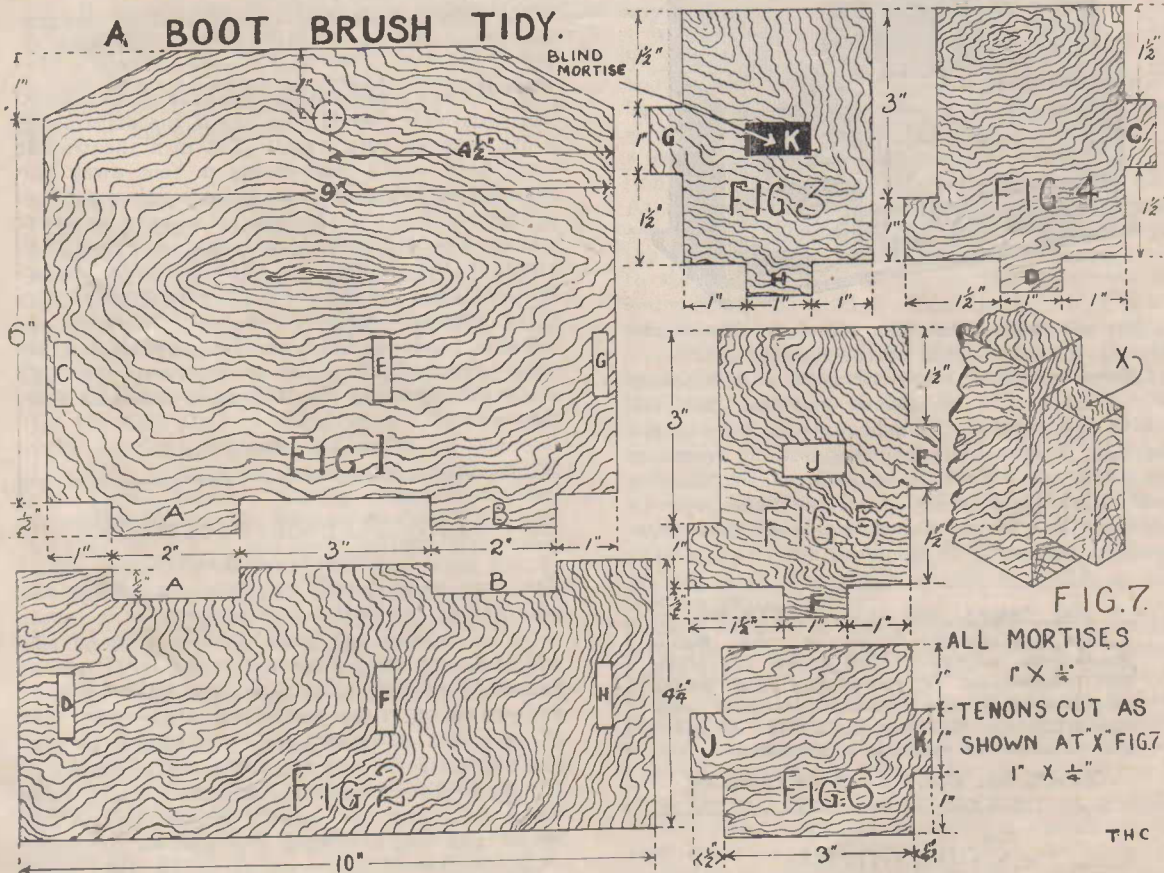 A BOOT BRUSH TIDY.
1"
1"
4½"
9"
6"
C
E
G
FIG.1
½"
A
B
1"
2"
3"
2"
1"
½"
A
B
D
F
H
4¼"
FIG.2
10"
BLIND
MORTISE
1½"
G
1"
K
FIG.3
1½"
H
1"
1"
1"
3"
1½"
C
FIG 4
1½"
1"
D
1½"
1"
1"
3"
1½"
J
E
FIG.5
1"
1½
½"
F
1½"
1"
1"
X
FIG.7.
ALL MORTISES
1" X ¼"
TENONS CUT AS
SHOWN AT "X" FIG.7
1" X ¼"
1"
J
K
1"
FIG.6.
1"
½"
3"
¼"
THC